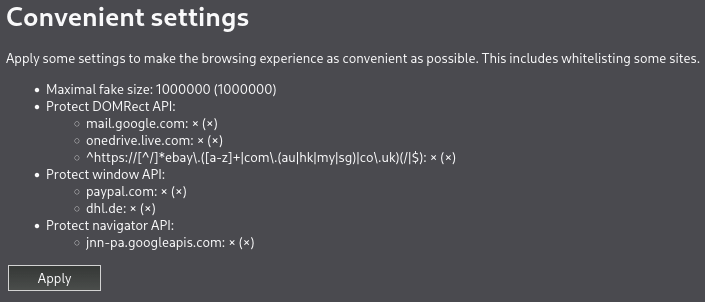 Convenient settings
Apply some settings to make the browsing experience as convenient as possible. This includes whitelisting some sites.
• Maximal fake size: 1000000 (1000000)
• Protect DOMRect API:
◦ mail.google.com: × (×)
◦ onedrive.live.com: × (×)
◦ ^https://[^/]*ebay\.([a-z]+|com\.(au|hk|my|sg)|co\.uk)(/|$): × (×)
• Protect window API:
◦ paypal.com: × (×)
◦ dhl.de: × (×)
• Protect navigator API:
◦ jnn-pa.googleapis.com: × (×)
Apply